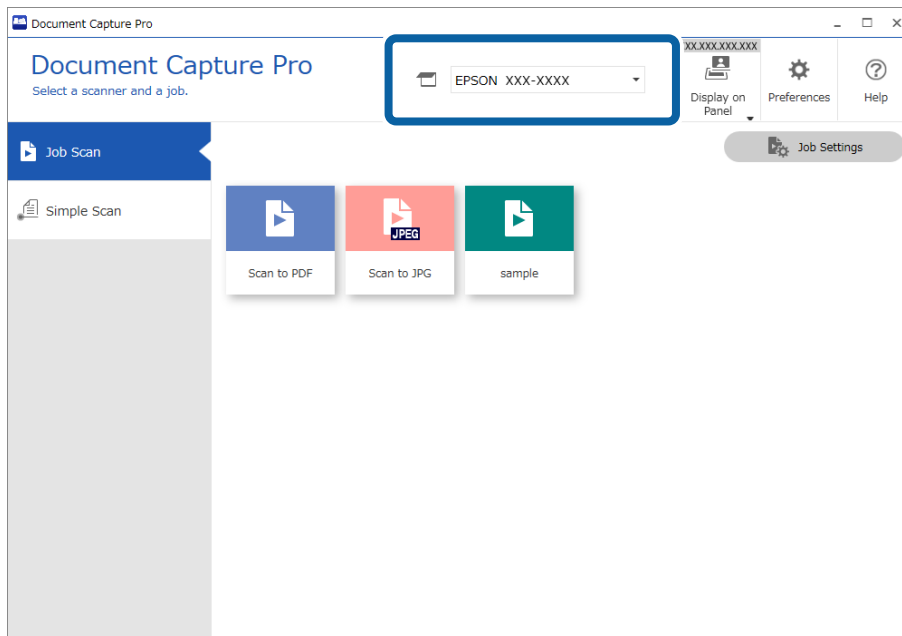 Document Capture Pro
Document Capture Pro
Select a scanner and a job.
EPSON XXX-XXXX
XX.XXX.XXX.XXX
Display on
Panel
Preferences
Help
Job Scan
Job Settings
Simple Scan
JPEG
Scan to PDF
Scan to JPG
sample